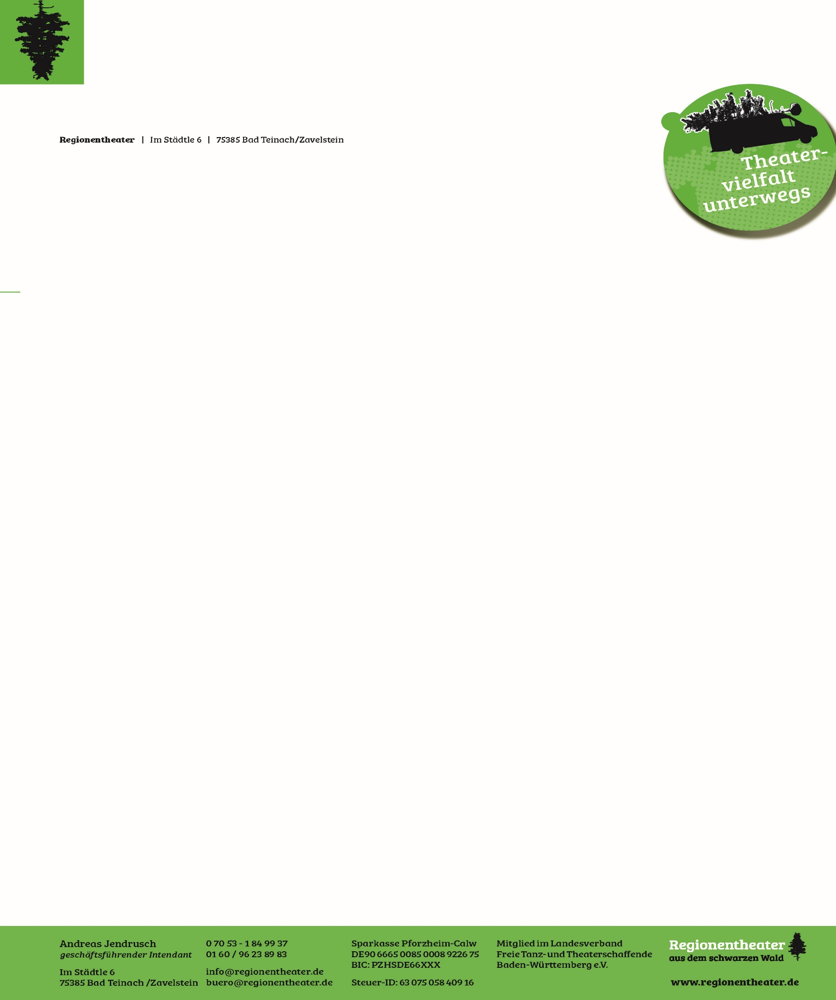 Regionentheater | Im Städtle 6 | 75385 Bad Teinach/Zavelstein
Theater-
vielfalt
unterwegs
Andreas Jendrusch
geschäftsführender Intendant
Im Städtle 6
75385 Bad Teinach /Zavelstein
0 70 53 - 1 84 99 37
01 60 / 96 23 89 83
info@regionentheater.de
buero@regionentheater.de
Sparkasse Pforzheim-Calw
DE90 6665 0085 0008 9226 75
BIC: PZHSDE66XXX
Steuer-ID: 63 075 058 409 16
Mitglied im Landesverband
Freie Tanz- und Theaterschaffende
Baden-Württemberg e.V.
Regionentheater
aus dem schwarzen Wald
www.regionentheater.de